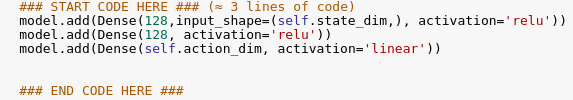 ### START CODE HERE ### (≈ 3 lines of code)
model.add(Dense(128,input_shape=(self.state_dim,), activation='relu'))
model.add(Dense(128, activation='relu'))
model.add(Dense(self.action_dim, activation='linear'))
### END CODE HERE ###